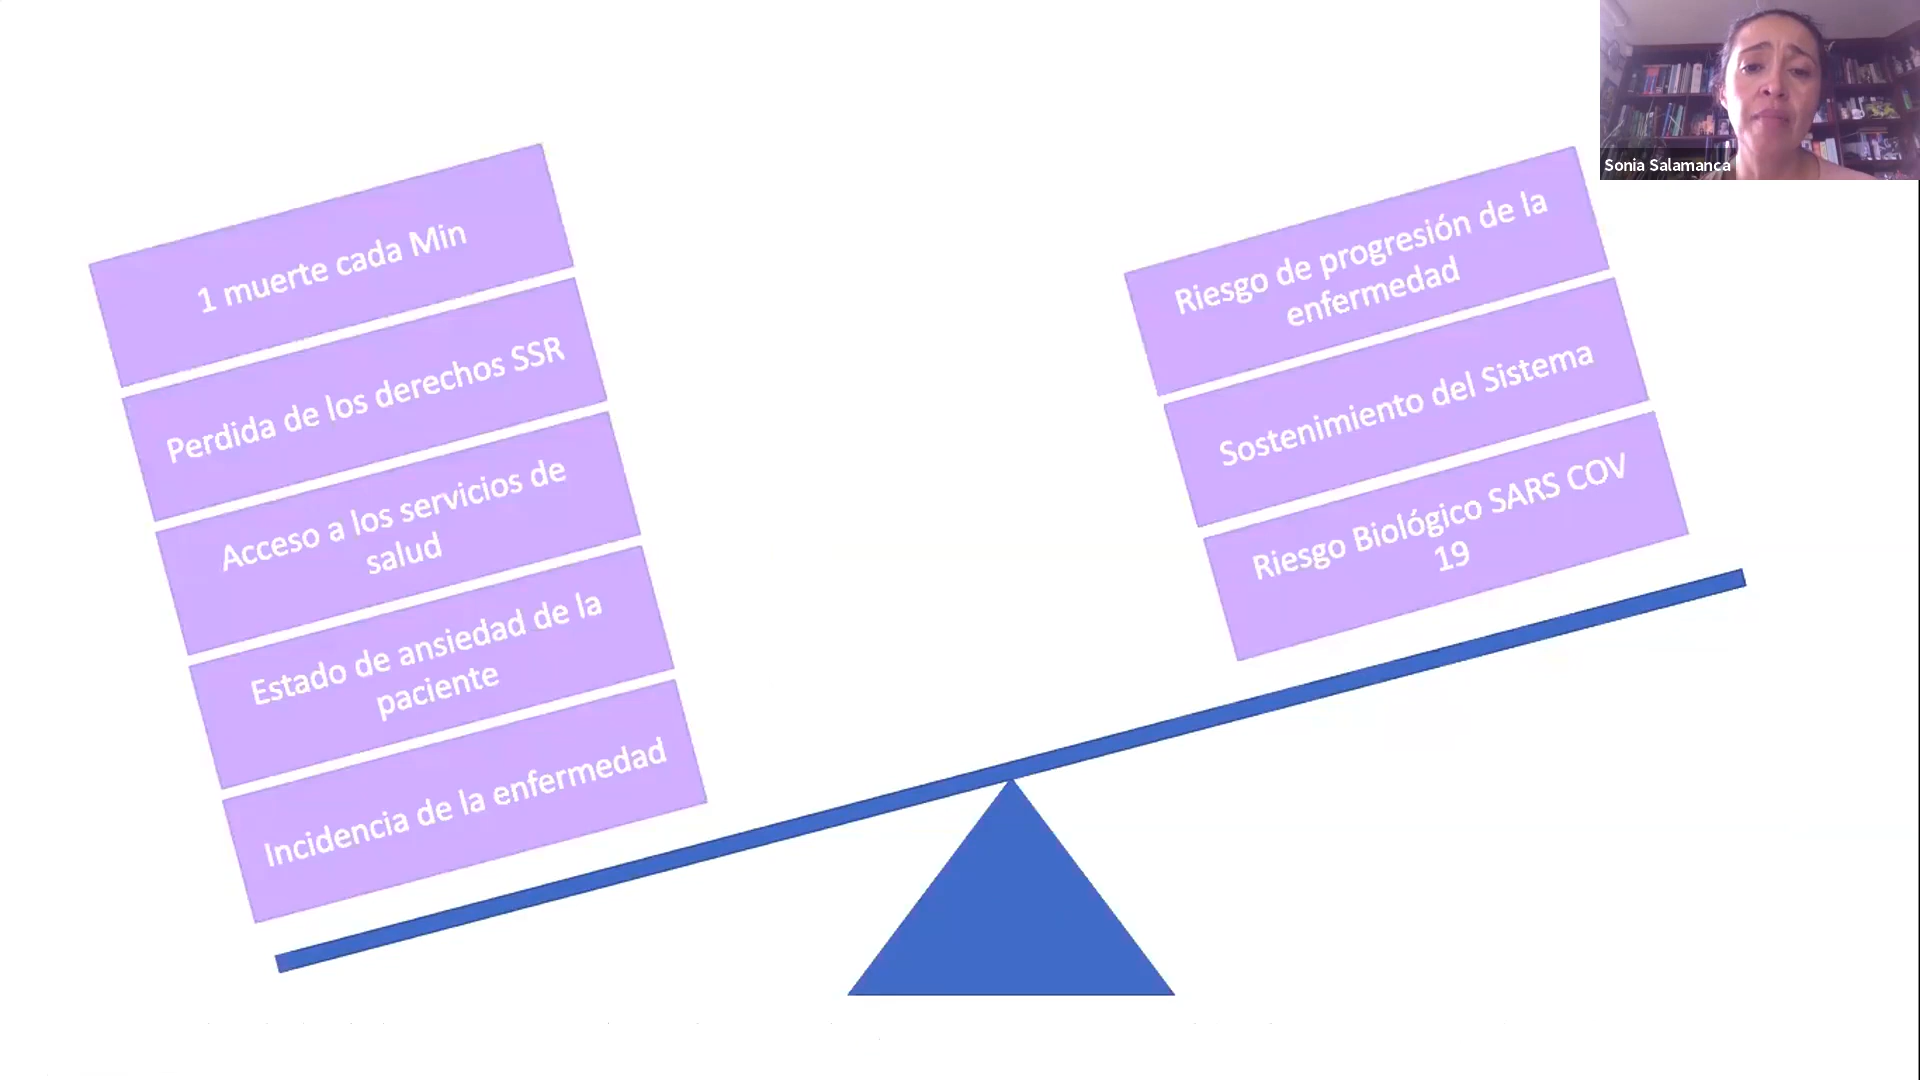 1 muerte cada Min
Perdida de los derechos SSR
Acceso a los servicios de
salud
Estado de ansiedad de la
paciente
Incidencia de la enfermedad
Riesgo de progresión de la
enfermedad
Sostenimiento del Sistema
Riesgo Biológico SARS COV
19
Sonia Salamanca